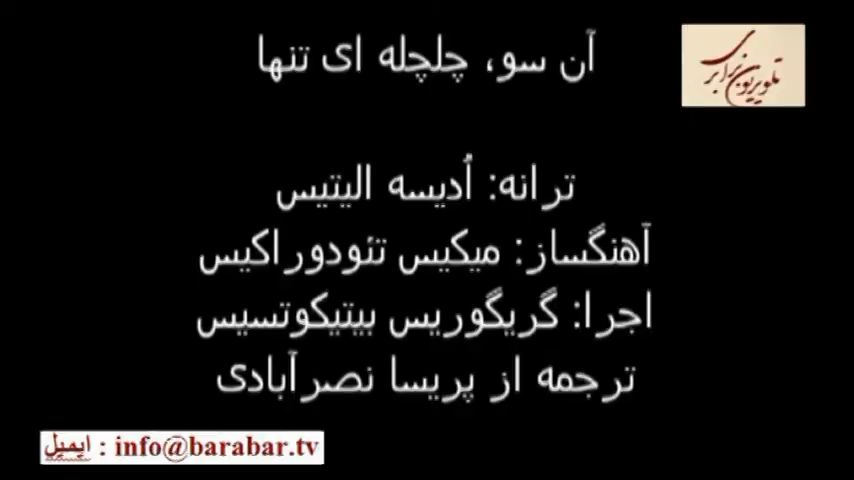 آن سو، چلچله ای تنها
تلویزیون برابری
ترانه: اُدیسه الیتیس
آهنگساز: میکیس تئودوراکیس
اجرا: گریگوریس بیتیکوتسیس
ترجمه از پریسا نصرآبادی
ایمیل : info@barabar.tv